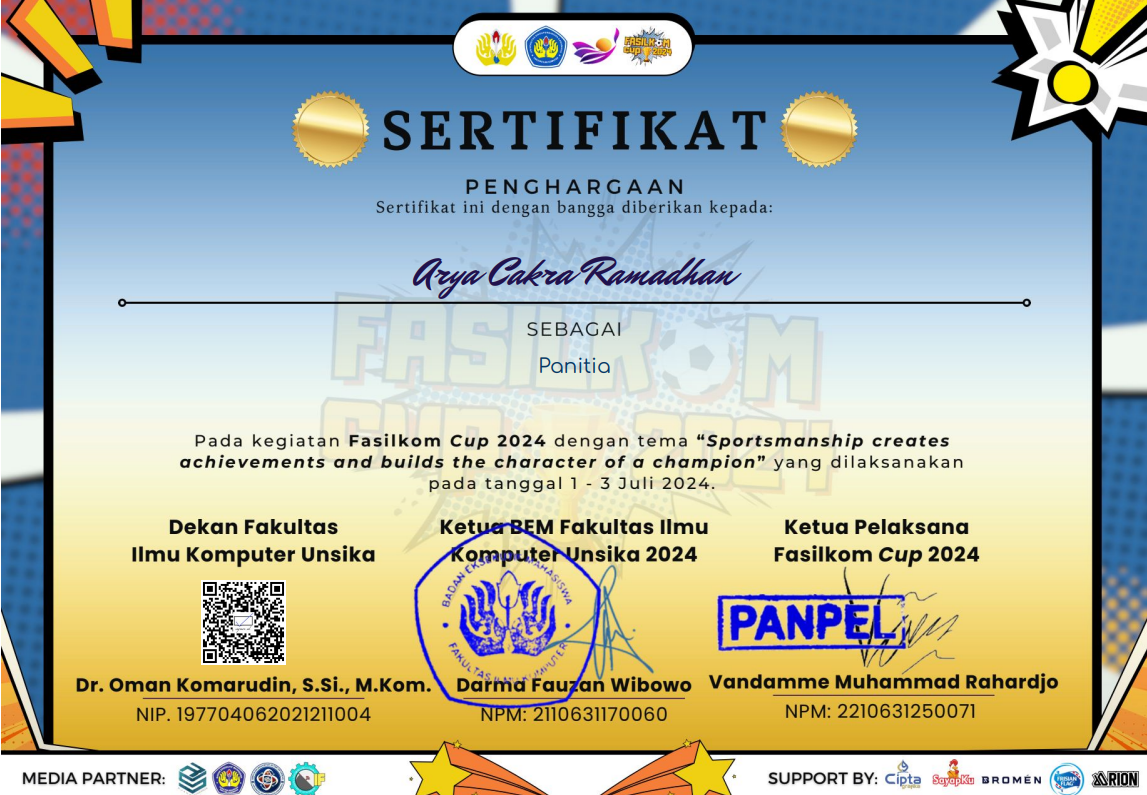 FASILKOM
CUP 2024
SERTIFIKAT
PENGHARGAAN
Sertifikat ini dengan bangga diberikan kepada:
Arya Cakra Ramadhan
SEBAGAI
Panitia
FASILKOM
CUP 2024
Pada kegiatan Fasilkom Cup 2024 dengan tema “Sportsmanship creates
achievements and builds the character of a champion” yang dilaksanakan
pada tanggal 1 - 3 Juli 2024.
Dekan Fakultas
Ilmu Komputer Unsika
Dr. Oman Komarudin, S.Si., M.Kom.
NIP. 197704062021211004
Ketua BEM Fakultas Ilmu
Komputer Unsika 2024
BADAN EKSEKUTIF MAHASISWA
FAKULTAS ILMU KOMPUTER
Darma Fauzan Wibowo
NPM: 2110631170060
Ketua Pelaksana
Fasilkom Cup 2024
PANPEL
Vandamme Muhammad Rahardjo
NPM: 2210631250071
MEDIA PARTNER:
IF
SUPPORT BY:
Cipta
SayapKu
BROMEN
FRISIAN FLAG
ARION